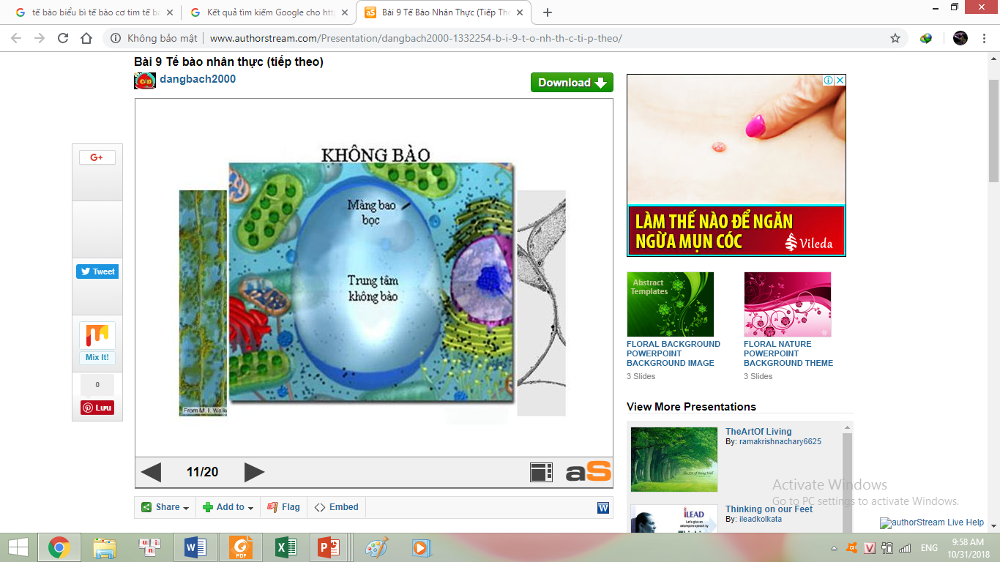 tế bào biểu bì tế bào cơ tim tế bà
Kết quả tìm kiếm Google cho htt
Bài 9 Tế Bào Nhân Thực (Tiếp The
Không bảo mật
www.authorstream.com/Presentation/dangbach2000-1332254-b-i-9-t-o-nh-th-c-ti-p-theo/
Bài 9 Tế bào nhân thực (tiếp theo)
dangbach2000
Download
KHÔNG BÀO
Màng bao
bọc
Trung tâm
không bào
From M. I. Walk
G+
Tweet
Mix It!
0
Lưu
11/20
aS
Share
Add to
Flag
Embed
LÀM THẾ NÀO ĐỂ NGĂN
NGỪA MỤN CÓC
Vileda
Abstract
Templates
FLORAL BACKGROUND
POWERPOINT
BACKGROUND IMAGE
3 Slides
FLORAL NATURE
POWERPOINT
BACKGROUND THEME
3 Slides
View More Presentations
TheArtOf Living
By: ramakrishnachary6625
Thinking on our Feet
By: ileadkolkata
iLEAD
Activate Windows
Go to PC settings to activate Windows.
authorStream Live Help
ENG
9:58 AM
10/31/2018